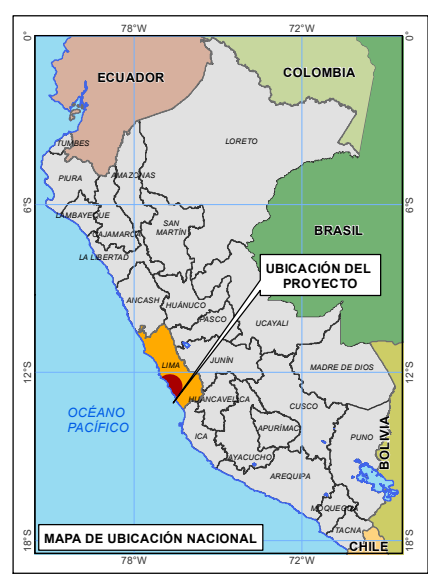 78°W
72°W
0°
0°
ECUADOR
COLOMBIA
LORETO
TUMBES
PIURA
AMAZONAS
6°S
6°S
LAMBAYEQUE
CAJAMARCA
SAN
MARTÍN
BRASIL
LA LIBERTAD
UBICACIÓN DEL
PROYECTO
ANCASH
HUÁNUCO
PASCO
UCAYALI
LIMA
JUNÍN
MADRE DE DIOS
12°S
12°S
HUANCAVELICA
CUSCO
OCÉANO
PACÍFICO
ICA
APURÍMAC
PUNO
BOLIVIA
AYACUCHO
AREQUIPA
MOQUEGUA
TACNA
MAPA DE UBICACIÓN NACIONAL
CHILE
18°S
18°S
78°W
72°W